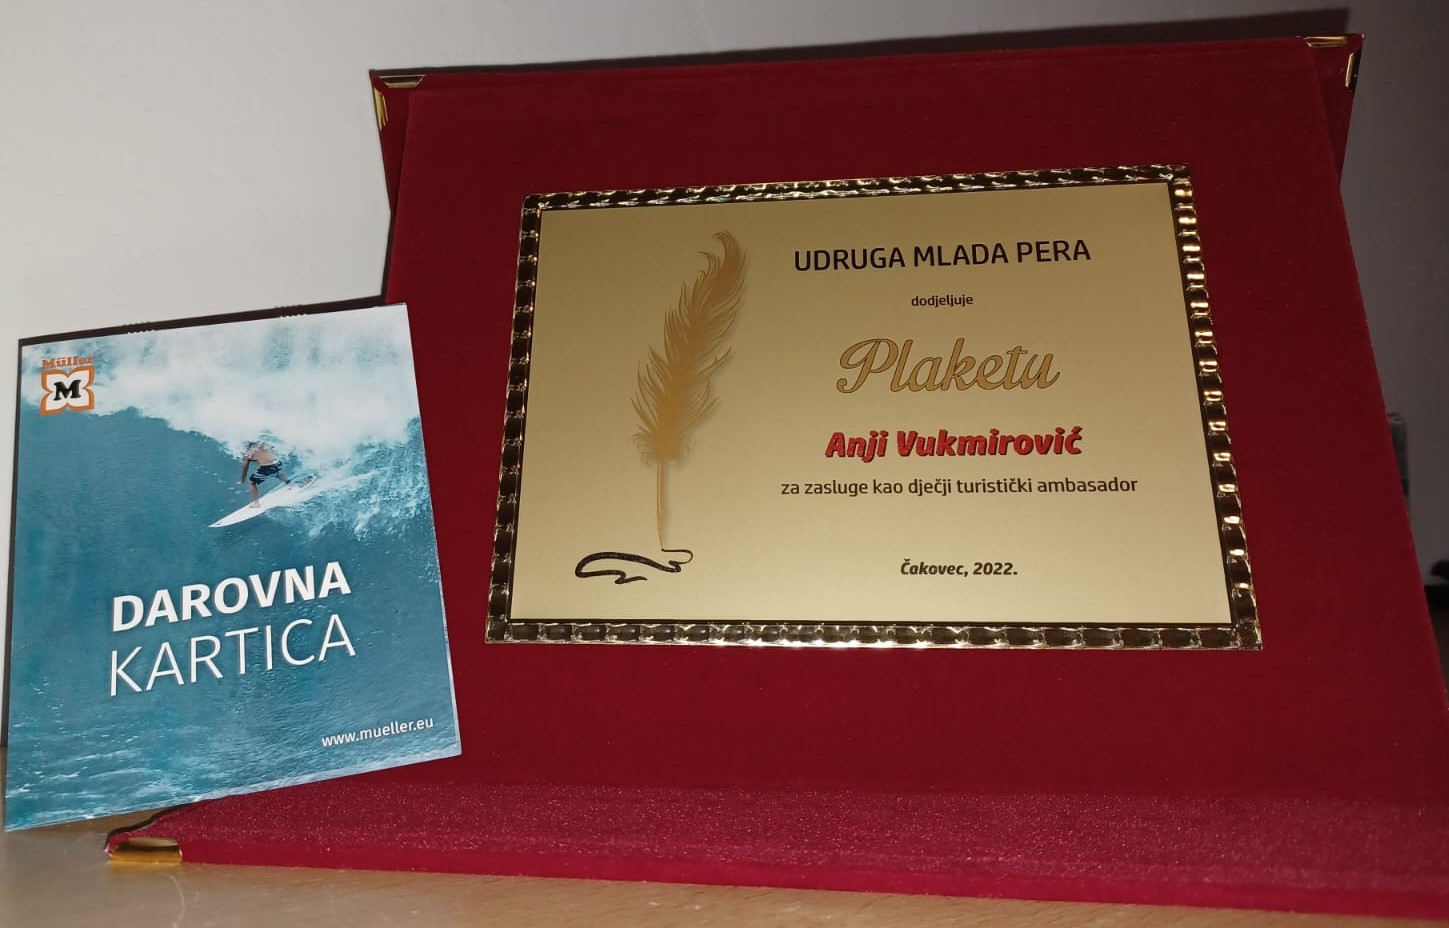 Müller
M
DAROVNA
KARTICA
www.mueller.eu
UDRUGA MLADA PERA
dodjeljuje
Plaketu
Anji Vukmirović
za zasluge kao dječji turistički ambasador
Čakovec, 2022.